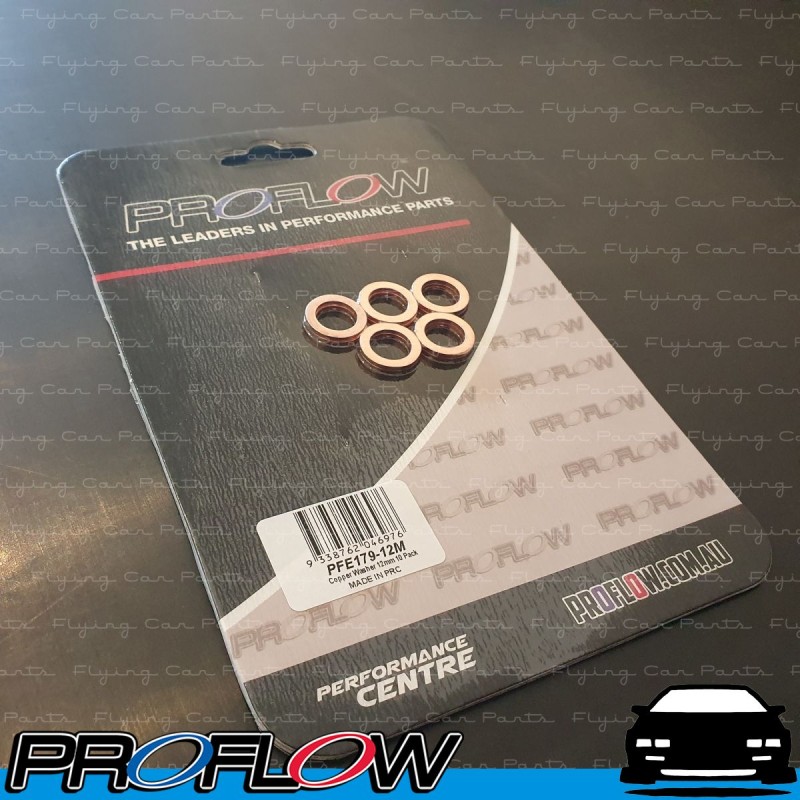 Flying Car Parts
PROFLOW
THE LEADERS IN PERFORMANCE PARTS
PROFLOW
9 338762 046976
PFE179-12M
Copper Washer 12mm 10 Pack
MADE IN PRC
PROFLOW.COM.AU
PERFORMANCE
CENTRE
PROFLOW